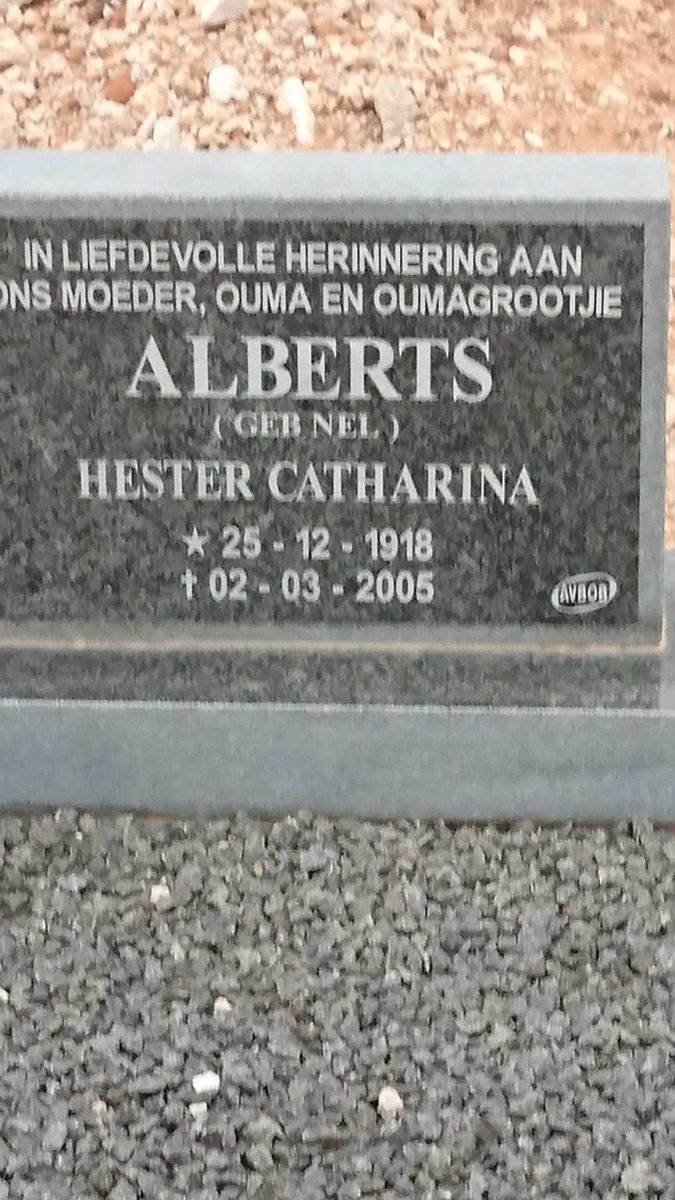 IN LIEFDEVOLLE HERINNERING AAN
ONS MOEDER, OUMA EN OUMAGROOTJIE
ALBERTS
( GEB NEL )
HESTER CATHARINA
★ 25 - 12 - 1918
† 02 - 03 - 2005
AVBOB